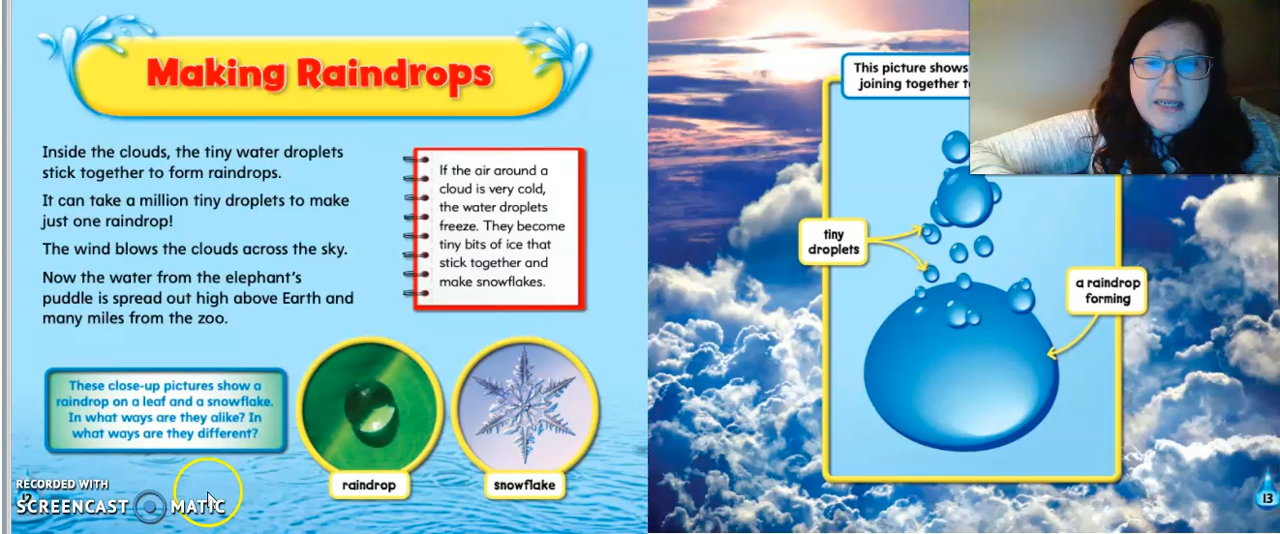 Making Raindrops
Inside the clouds, the tiny water droplets
stick together to form raindrops.
It can take a million tiny droplets to make
just one raindrop!
The wind blows the clouds across the sky.
Now the water from the elephant's
puddle is spread out high above Earth and
many miles from the zoo.
If the air around a
cloud is very cold,
the water droplets
freeze. They become
tiny bits of ice that
stick together and
make snowflakes.
These close-up pictures show a
raindrop on a leaf and a snowflake.
In what ways are they alike? In
what ways are they different?
raindrop
snowflake
RECORDED WITH
SCREENCAST MATIC
This picture shows
joining together
tiny
droplets
a raindrop
forming
13